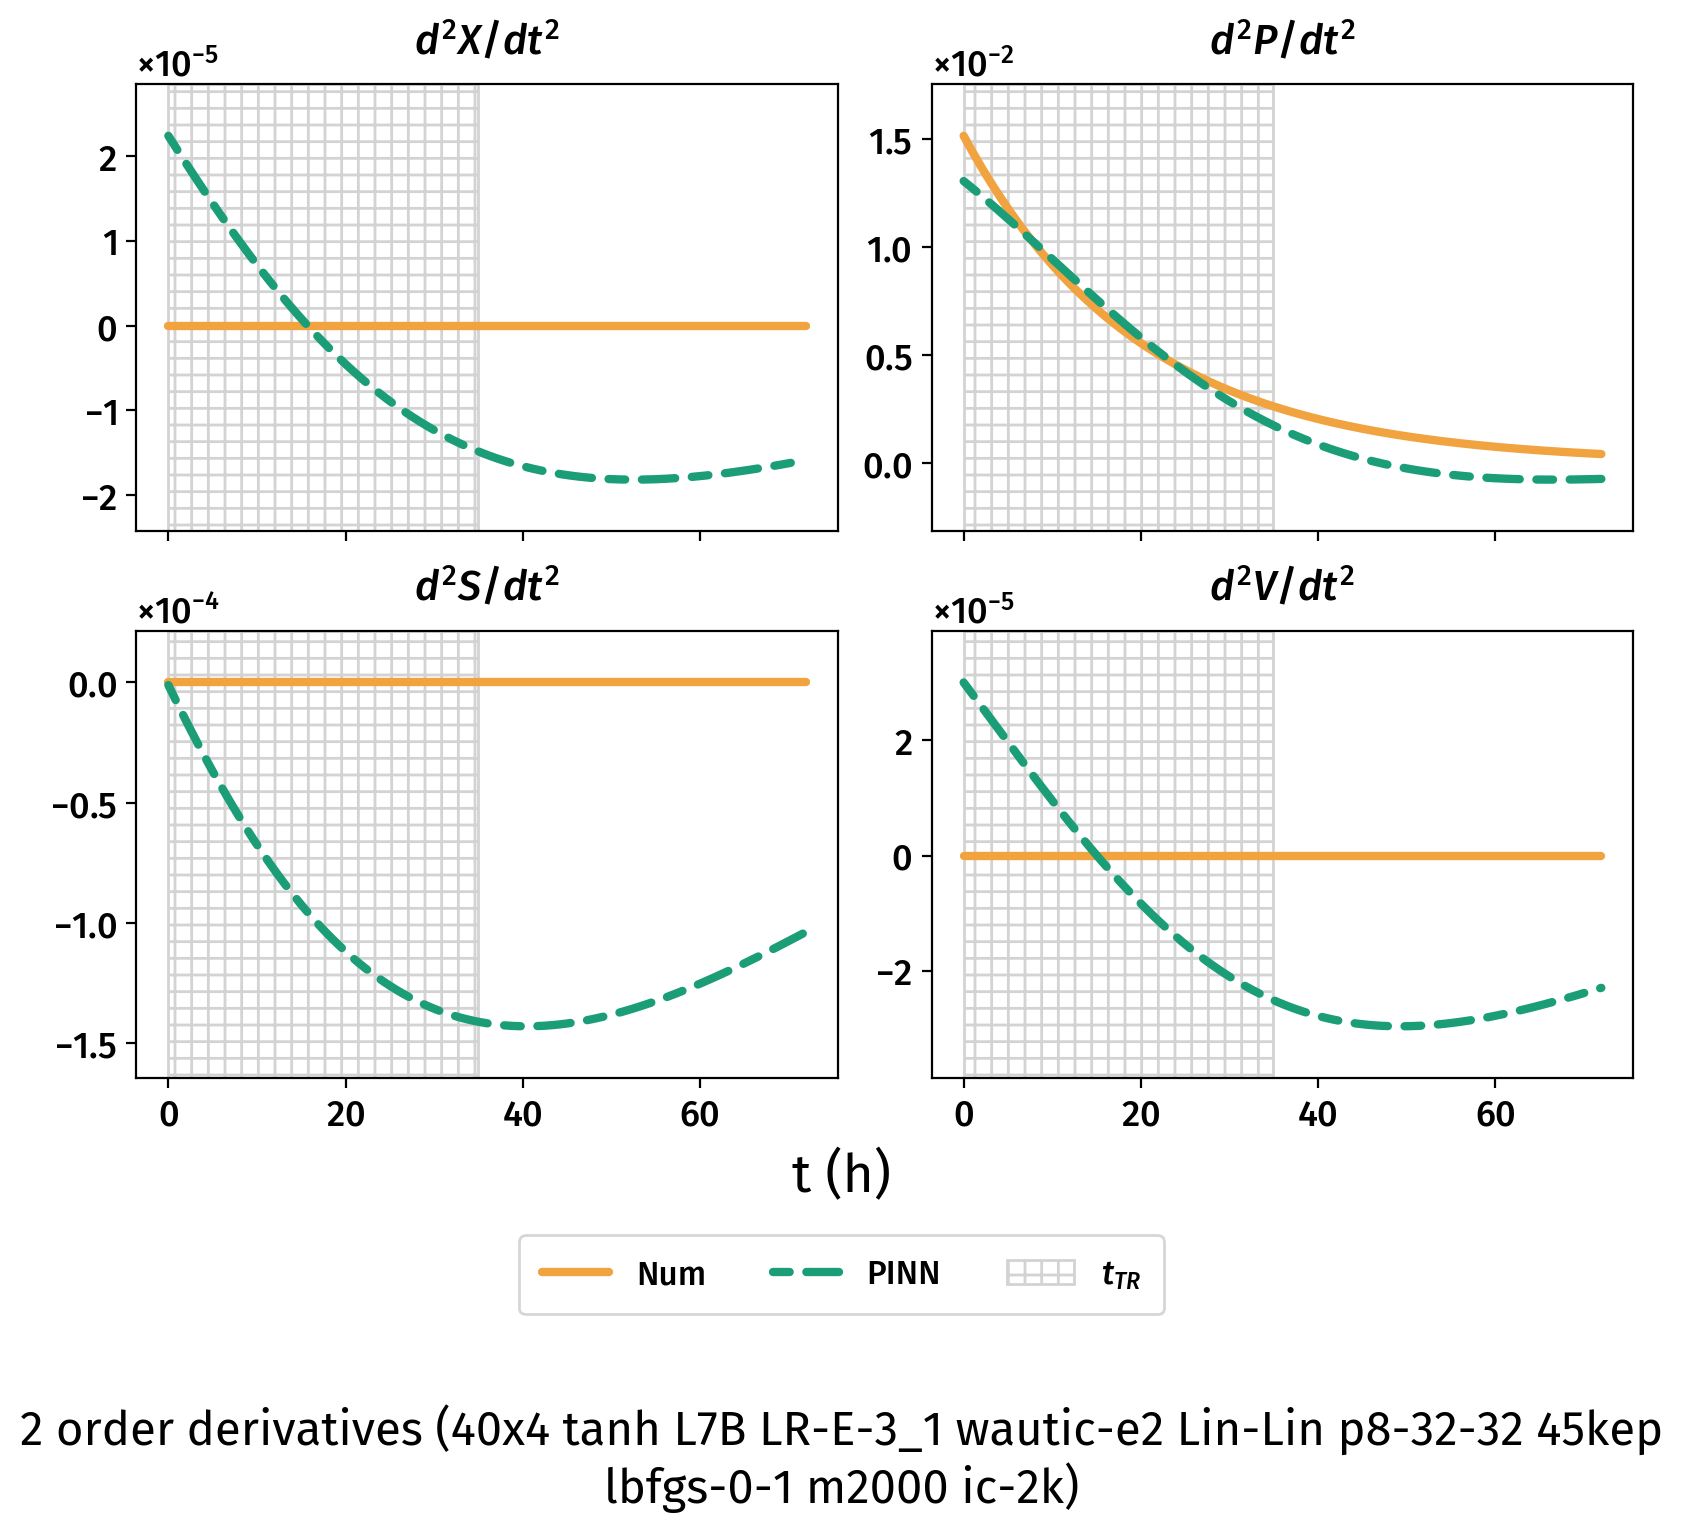 d²X/dt²
×10⁻⁵
2
1
0
−1
−2
d²P/dt²
×10⁻²
1.5
1.0
0.5
0.0
d²S/dt²
×10⁻⁴
0.0
−0.5
−1.0
−1.5
0 20 40 60
d²V/dt²
×10⁻⁵
2
0
−2
0 20 40 60
t (h)
Num PINN t_TR
2 order derivatives (40x4 tanh L7B LR-E-3_1 wautic-e2 Lin-Lin p8-32-32 45kep
lbfgs-0-1 m2000 ic-2k)